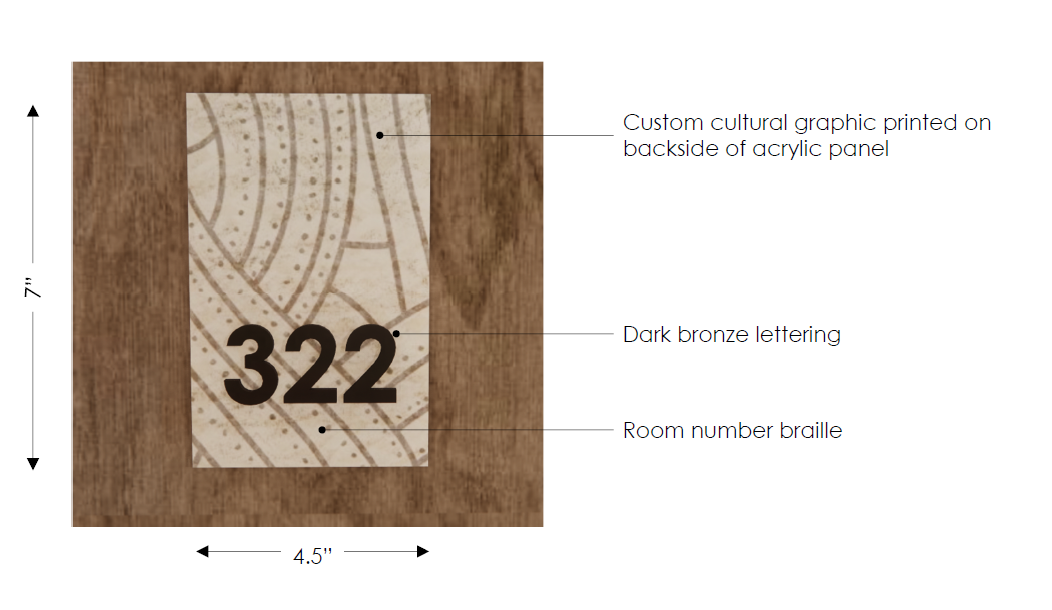 Custom cultural graphic printed on
backside of acrylic panel
7”
322
Dark bronze lettering
Room number braille
4.5”